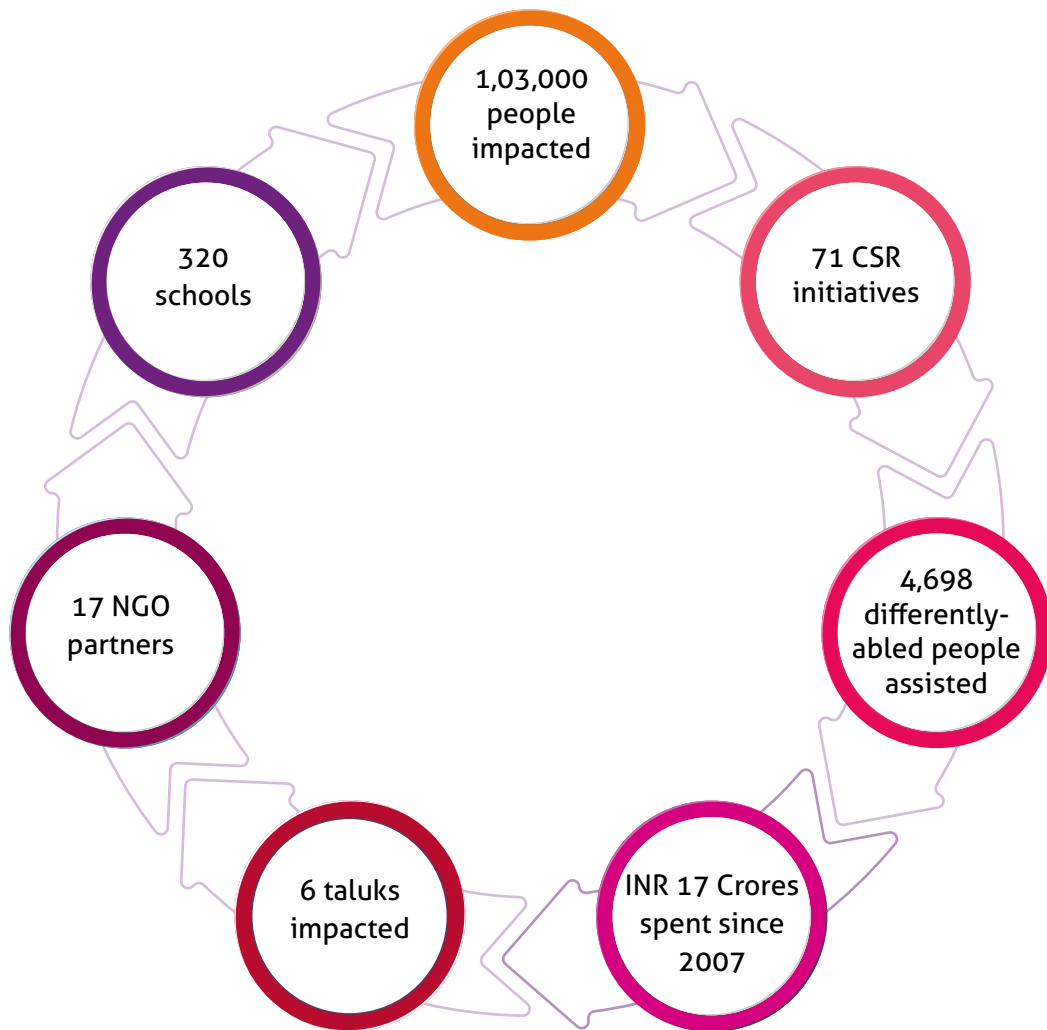 1,03,000
people
impacted
71 CSR
initiatives
4,698
differently-
abled people
assisted
INR 17 Crores
spent since
2007
6 taluks
impacted
17 NGO
partners
320
schools